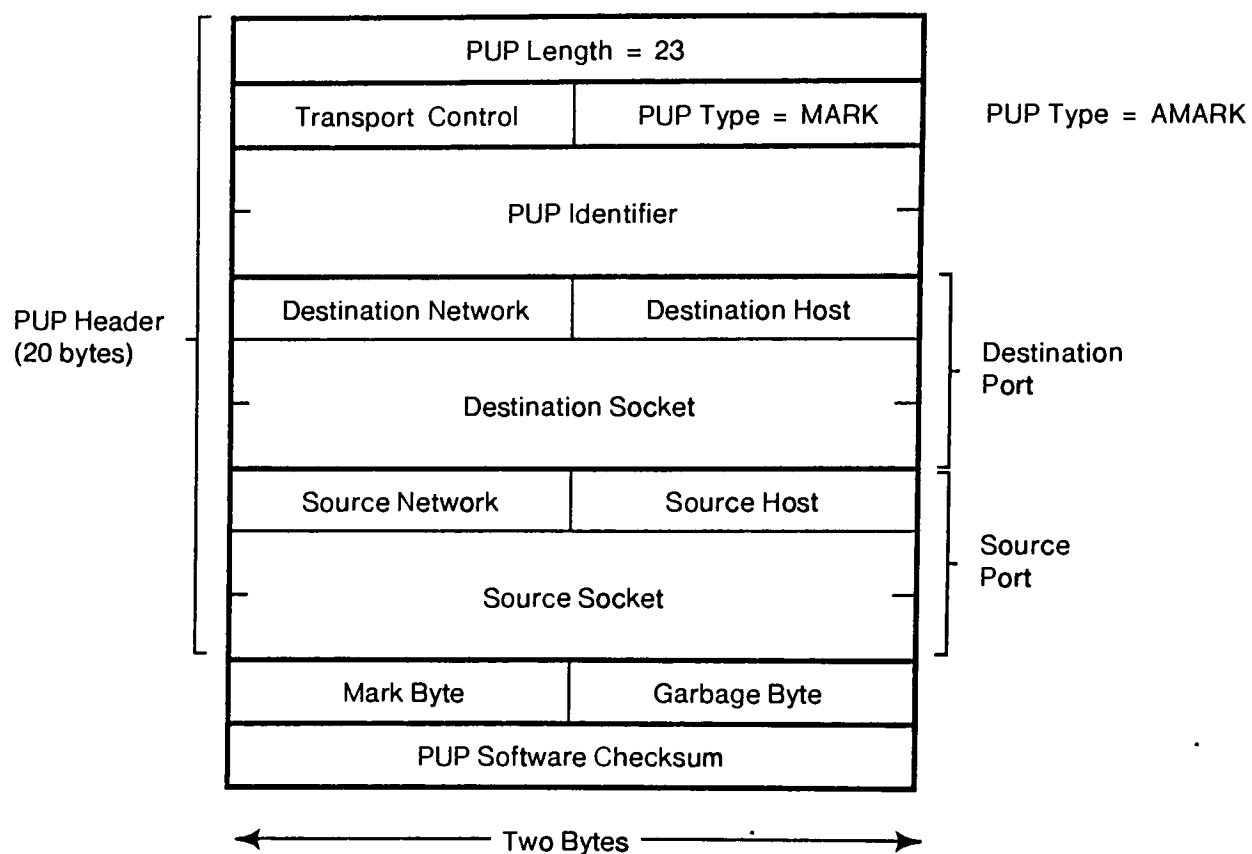 PUP Length = 23
Transport Control PUP Type = MARK PUP Type = AMARK
PUP Identifier
Destination Network Destination Host
PUP Header
(20 bytes)
Destination
Port
Destination Socket
Source Network Source Host
Source
Port
Source Socket
Mark Byte Garbage Byte
PUP Software Checksum
Two Bytes